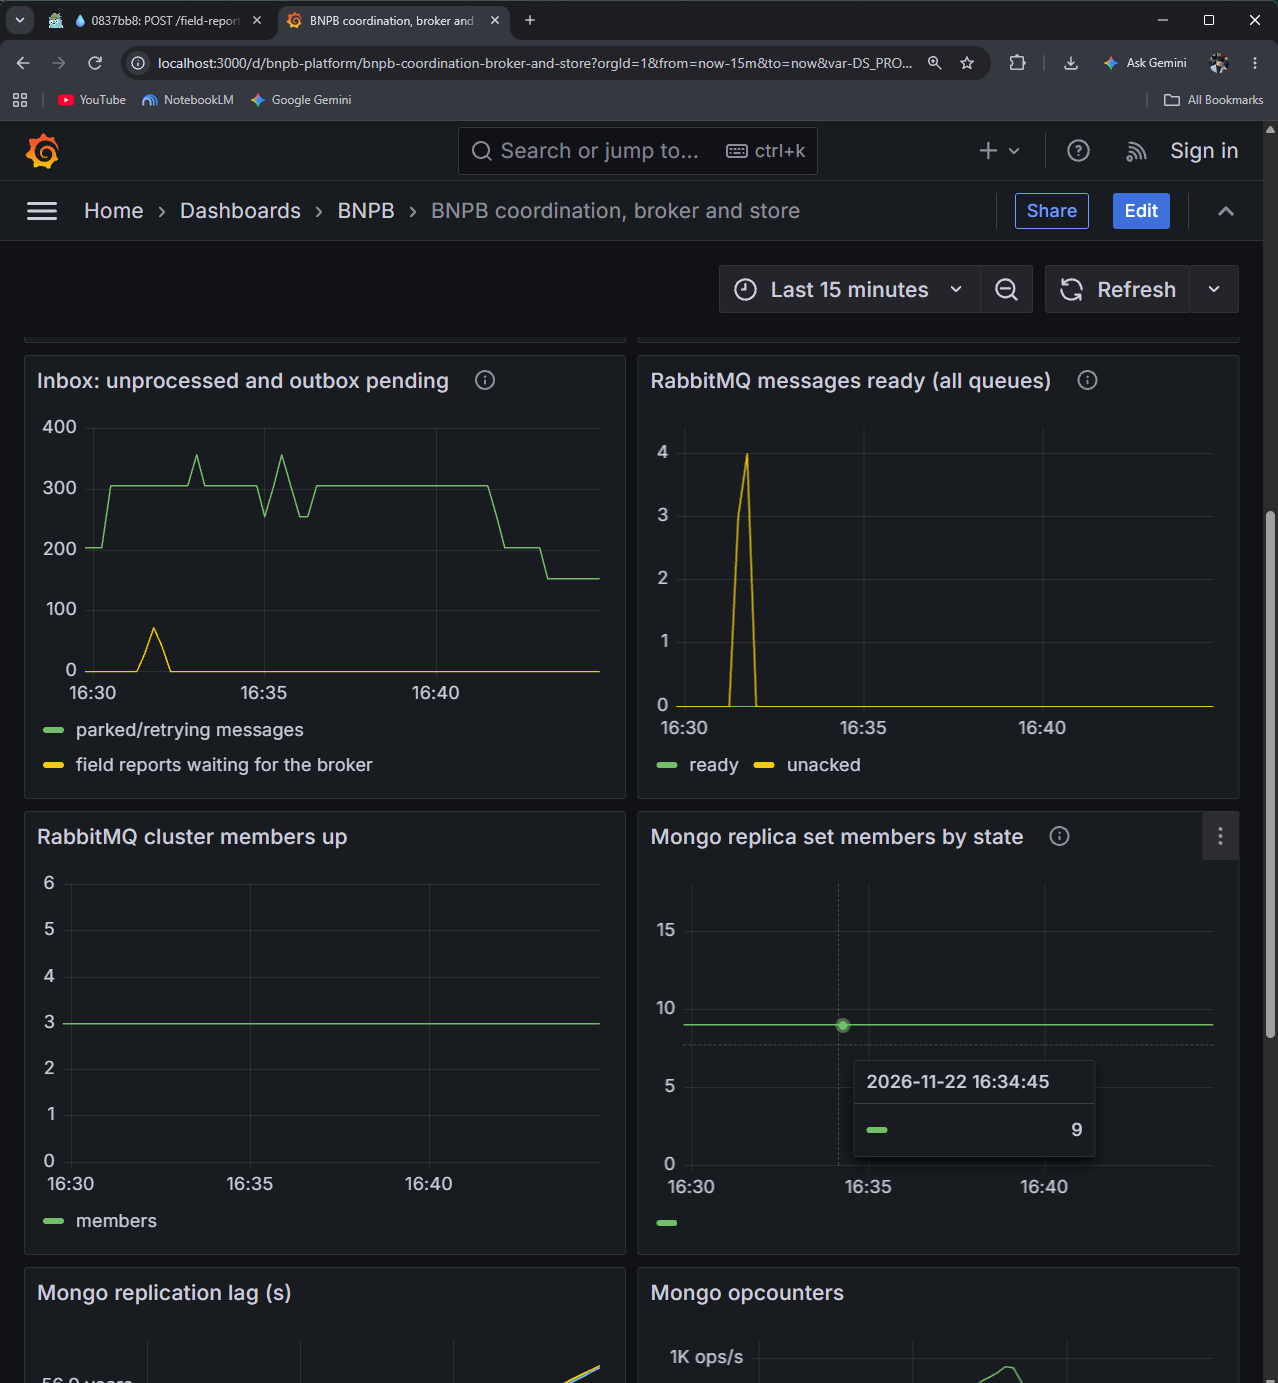 0837bb8: POST /field-report
BNPB coordination, broker and
localhost:3000/d/bnpb-platform/bnpb-coordination-broker-and-store?orgId=1&from=now-15m&to=now&var-DS_PRO...
Ask Gemini
YouTube
NotebookLM
Google Gemini
All Bookmarks
Search or jump to...
ctrl+k
Sign in
Home › Dashboards › BNPB › BNPB coordination, broker and store
Share
Edit
Last 15 minutes
Refresh
Inbox: unprocessed and outbox pending
400
300
200
100
0
16:30 16:35 16:40
parked/retrying messages
field reports waiting for the broker
RabbitMQ messages ready (all queues)
4
3
2
1
0
16:30 16:35 16:40
ready unacked
RabbitMQ cluster members up
6
5
4
3
2
1
0
16:30 16:35 16:40
members
Mongo replica set members by state
15
10
5
0
2026-11-22 16:34:45
9
16:30 16:35 16:40
Mongo replication lag (s)
Mongo opcounters
1K ops/s